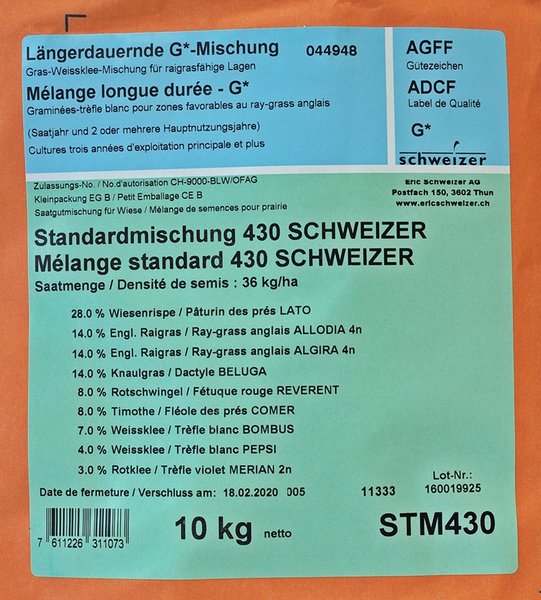 Längerdauernde G*-Mischung 044948
Gras-Weissklee-Mischung für raigrasfähige Lagen
Mélange longue durée - G*
Graminées-trèfle blanc pour zones favorables au ray-grass anglais
(Saatjahr und 2 oder mehrere Hauptnutzungsjahre)
Cultures trois années d'exploitation principale et plus
AGFF
Gütezeichen
ADCF
Label de Qualité
G*
schweizer
Zulassungs-No. / No.d'autorisation CH-9000-BLW/OFAG
Kleinpackung EG B / Petit Emballage CE B
Saatgutmischung für Wiese / Mélange de semences pour prairie
Eric Schweizer AG
Postfach 150, 3602 Thun
www.ericschweizer.ch
Standardmischung 430 SCHWEIZER
Mélange standard 430 SCHWEIZER
Saatmenge / Densité de semis : 36 kg/ha
28.0 % Wiesenrispe / Pâturin des prés LATO
14.0 % Engl. Raigras / Ray-grass anglais ALLODIA 4n
14.0 % Engl. Raigras / Ray-grass anglais ALGIRA 4n
14.0 % Knaulgras / Dactyle BELUGA
8.0 % Rotschwingel / Fétuque rouge REVERENT
8.0 % Timothe / Fléole des prés COMER
7.0 % Weissklee / Trèfle blanc BOMBUS
4.0 % Weissklee / Trèfle blanc PEPSI
3.0 % Rotklee / Trèfle violet MERIAN 2n
Lot-Nr.:
Date de fermeture / Verschluss am: 18.02.2020 005 11333 160019925
10 kg netto STM430
7 611226 311073